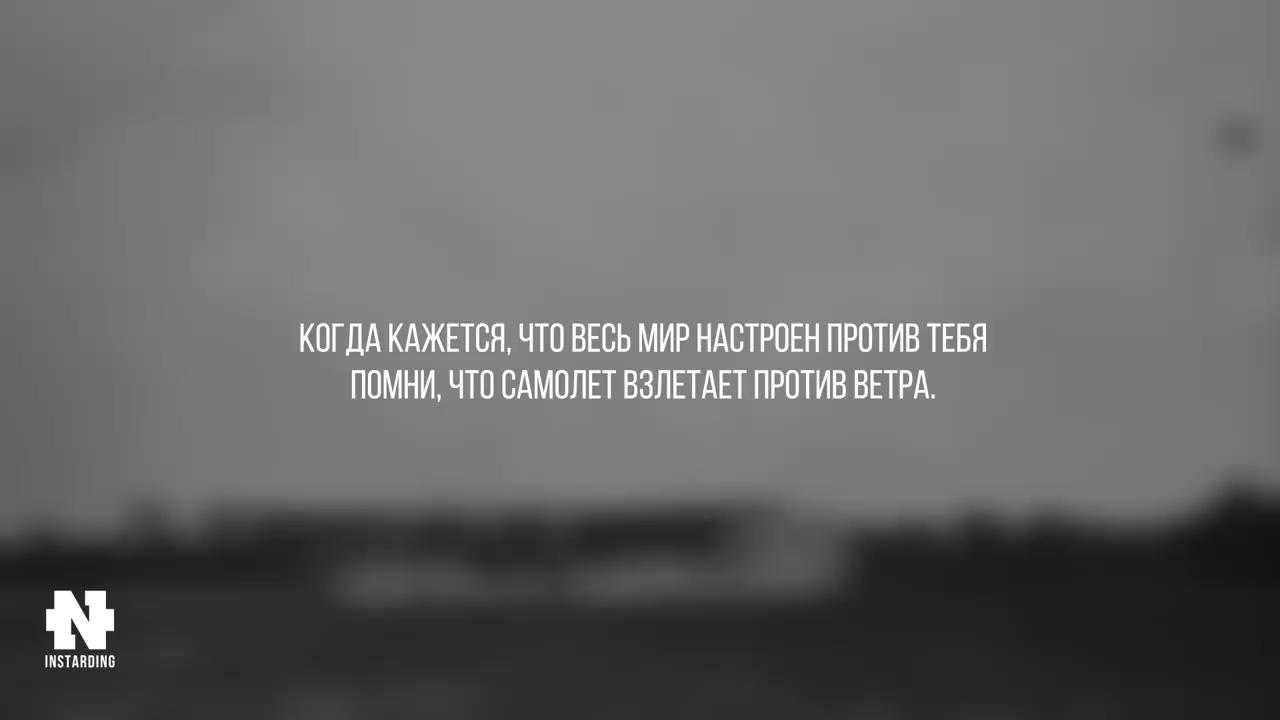 КОГДА КАЖЕТСЯ, ЧТО ВЕСЬ МИР НАСТРОЕН ПРОТИВ ТЕБЯ
ПОМНИ, ЧТО САМОЛЕТ ВЗЛЕТАЕТ ПРОТИВ ВЕТРА.
N
INSTARDING